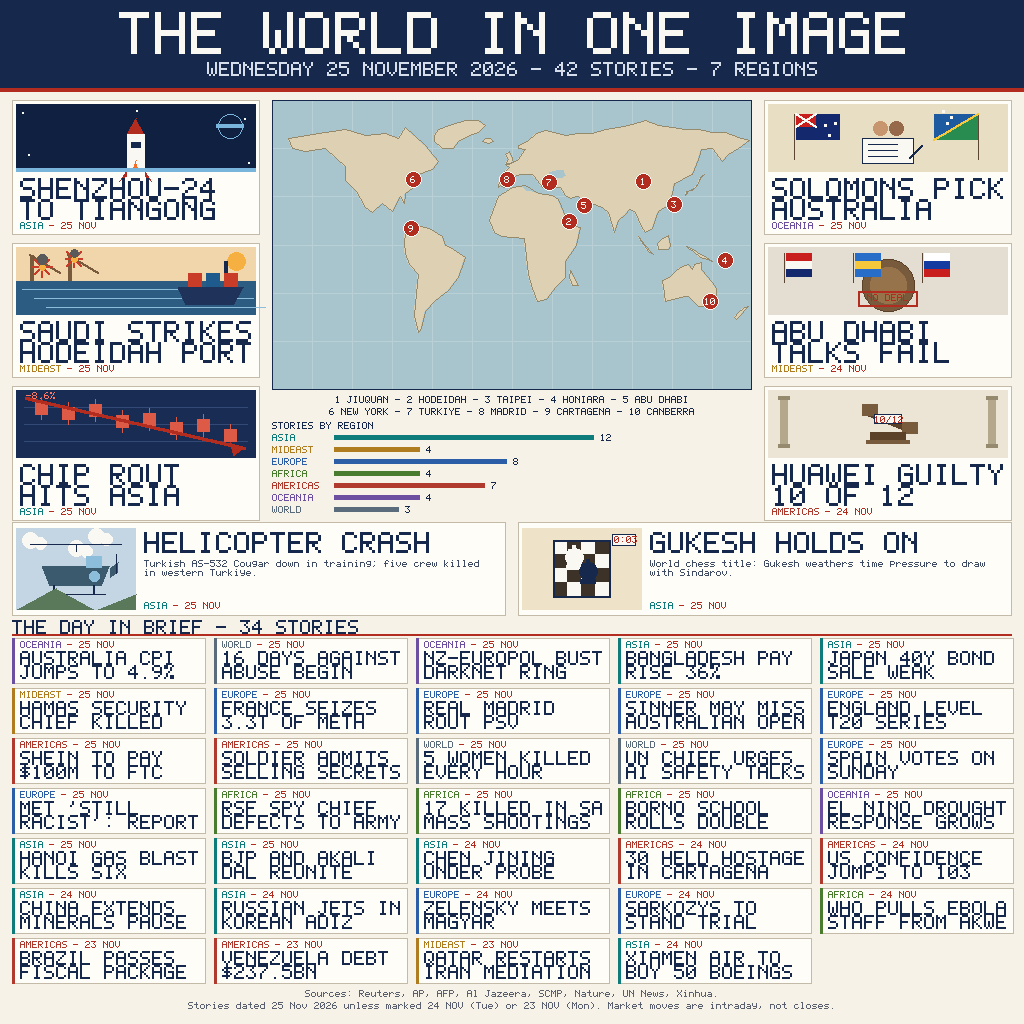 THE WORLD IN ONE IMAGE
WEDNESDAY 25 NOVEMBER 2026 – 42 STORIES – 7 REGIONS
SHENZHOU-24
TO TIANGONG
ASIA – 25 NOV
SAUDI STRIKES
HODEIDAH PORT
MIDEAST – 25 NOV
-8.6%
CHIP ROUT
HITS ASIA
ASIA – 25 NOV
6
8
7
1
5
3
2
9
4
10
1 JIUQUAN – 2 HODEIDAH – 3 TAIPEI – 4 HONIARA – 5 ABU DHABI
6 NEW YORK – 7 TURKIYE – 8 MADRID – 9 CARTAGENA – 10 CANBERRA
STORIES BY REGION
ASIA 12
MIDEAST 4
EUROPE 8
AFRICA 4
AMERICAS 7
OCEANIA 4
WORLD 3
SOLOMONS PICK
AUSTRALIA
OCEANIA – 25 NOV
NO DEAL
ABU DHABI
TALKS FAIL
MIDEAST – 24 NOV
10/12
HUAWEI GUILTY
10 OF 12
AMERICAS – 24 NOV
HELICOPTER CRASH
Turkish AS-532 Cougar down in training; five crew killed
in western Turkiye.
ASIA – 25 NOV
0:03
GUKESH HOLDS ON
World chess title: Gukesh weathers time pressure to draw
with Sindarov.
ASIA – 25 NOV
THE DAY IN BRIEF – 34 STORIES
OCEANIA – 25 NOV
AUSTRALIA CPI
JUMPS TO 4.9%
WORLD – 25 NOV
16 DAYS AGAINST
ABUSE BEGIN
OCEANIA – 25 NOV
NZ-EUROPOL BUST
DARKNET RING
ASIA – 25 NOV
BANGLADESH PAY
RISE 36%
ASIA – 25 NOV
JAPAN 40Y BOND
SALE WEAK
MIDEAST – 25 NOV
HAMAS SECURITY
CHIEF KILLED
EUROPE – 25 NOV
FRANCE SEIZES
3.3T OF METH
EUROPE – 25 NOV
REAL MADRID
ROUT PSV
EUROPE – 25 NOV
SINNER MAY MISS
AUSTRALIAN OPEN
EUROPE – 25 NOV
ENGLAND LEVEL
T20 SERIES
AMERICAS – 25 NOV
SHEIN TO PAY
$100M TO FTC
AMERICAS – 25 NOV
SOLDIER ADMITS
SELLING SECRETS
WORLD – 25 NOV
5 WOMEN KILLED
EVERY HOUR
WORLD – 25 NOV
UN CHIEF URGES
AI SAFETY TALKS
EUROPE – 25 NOV
SPAIN VOTES ON
SUNDAY
EUROPE – 25 NOV
MET 'STILL
RACIST': REPORT
AFRICA – 25 NOV
RSF SPY CHIEF
DEFECTS TO ARMY
AFRICA – 25 NOV
17 KILLED IN SA
MASS SHOOTINGS
AFRICA – 25 NOV
BORNO SCHOOL
ROLLS DOUBLE
OCEANIA – 25 NOV
EL NINO DROUGHT
RESPONSE GROWS
ASIA – 25 NOV
HANOI GAS BLAST
KILLS SIX
ASIA – 25 NOV
BJP AND AKALI
DAL REUNITE
ASIA – 24 NOV
CHEN JINING
UNDER PROBE
AMERICAS – 24 NOV
30 HELD HOSTAGE
IN CARTAGENA
AMERICAS – 24 NOV
US CONFIDENCE
JUMPS TO 103
ASIA – 24 NOV
CHINA EXTENDS
MINERALS PAUSE
ASIA – 24 NOV
RUSSIAN JETS IN
KOREAN ADIZ
EUROPE – 24 NOV
ZELENSKY MEETS
MAGYAR
EUROPE – 24 NOV
SARKOZYS TO
STAND TRIAL
AFRICA – 24 NOV
WHO PULLS EBOLA
STAFF FROM AKWE
AMERICAS – 23 NOV
BRAZIL PASSES
FISCAL PACKAGE
AMERICAS – 23 NOV
VENEZUELA DEBT
$237.5BN
MIDEAST – 23 NOV
QATAR RESTARTS
IRAN MEDIATION
ASIA – 24 NOV
XIAMEN AIR TO
BUY 50 BOEINGS
Sources: Reuters, AP, AFP, Al Jazeera, SCMP, Nature, UN News, Xinhua.
Stories dated 25 Nov 2026 unless marked 24 NOV (Tue) or 23 NOV (Mon). Market moves are intraday, not closes.